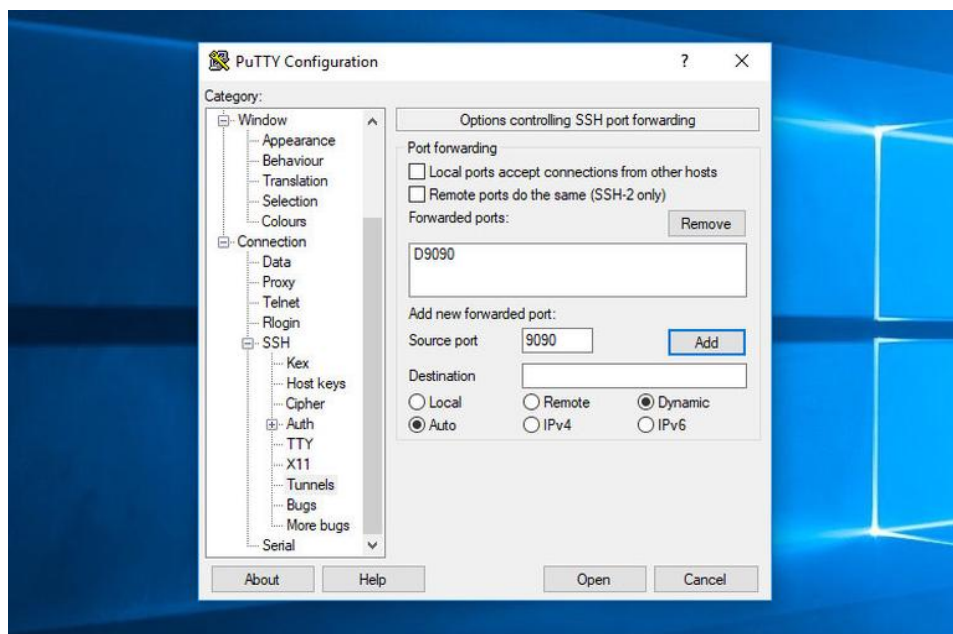 PuTTY Configuration
?
Category:
Window
Appearance
Behaviour
Translation
Selection
Colours
Connection
Data
Proxy
Telnet
Rlogin
SSH
Kex
Host keys
Cipher
Auth
TTY
X11
Tunnels
Bugs
More bugs
Serial
Options controlling SSH port forwarding
Port forwarding
Local ports accept connections from other hosts
Remote ports do the same (SSH-2 only)
Forwarded ports: Remove
D9090
Add new forwarded port:
Source port 9090 Add
Destination
Local Remote Dynamic
Auto IPv4 IPv6
About Help Open Cancel